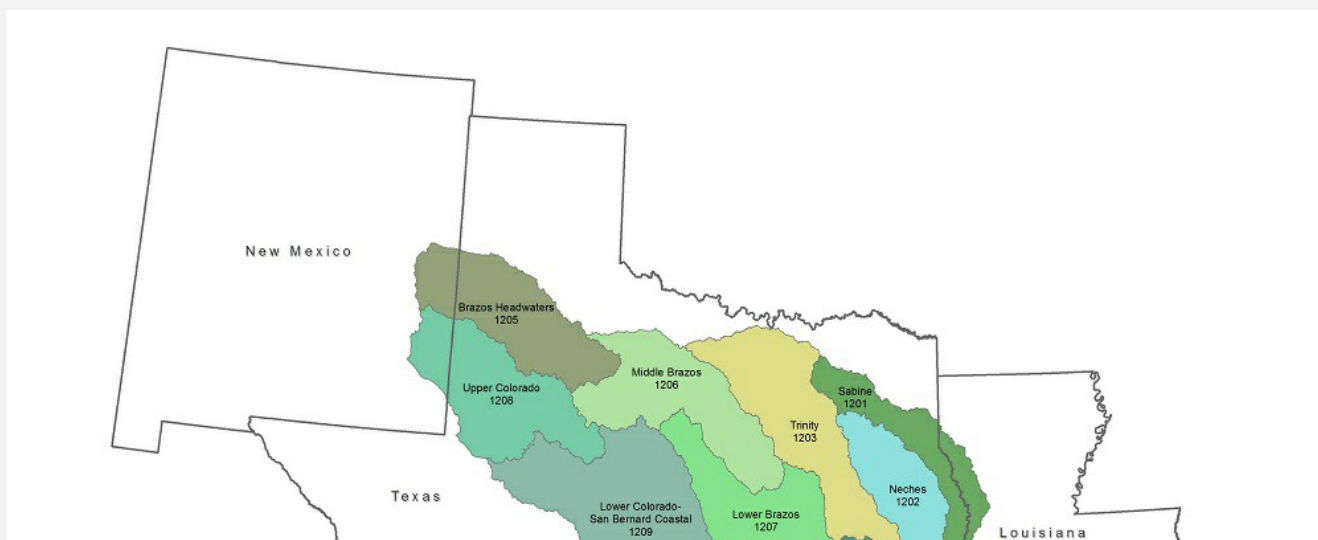 New Mexico
Brazos Headwaters
1205
Middle Brazos
1206
Upper Colorado
1208
Sabine
1201
Trinity
1203
Texas
Neches
1202
Lower Colorado-
San Bernard Coastal
1209
Lower Brazos
1207
Louisiana